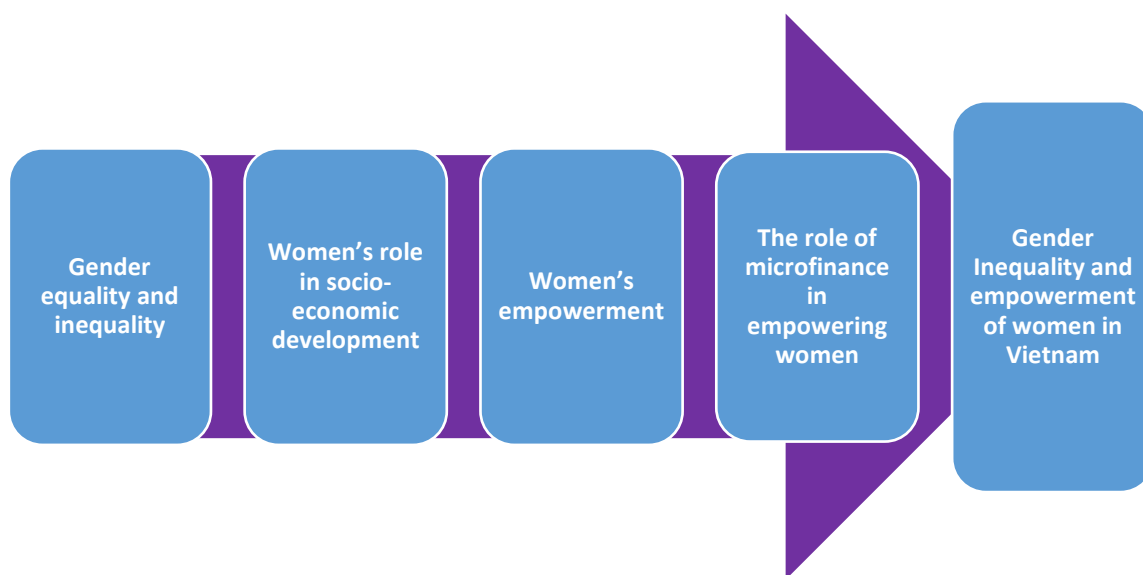 Gender
equality and
inequality
Women’s role
in socio-
economic
development
Women’s
empowerment
The role of
microfinance
in
empowering
women
Gender
Inequality and
empowerment
of women in
Vietnam